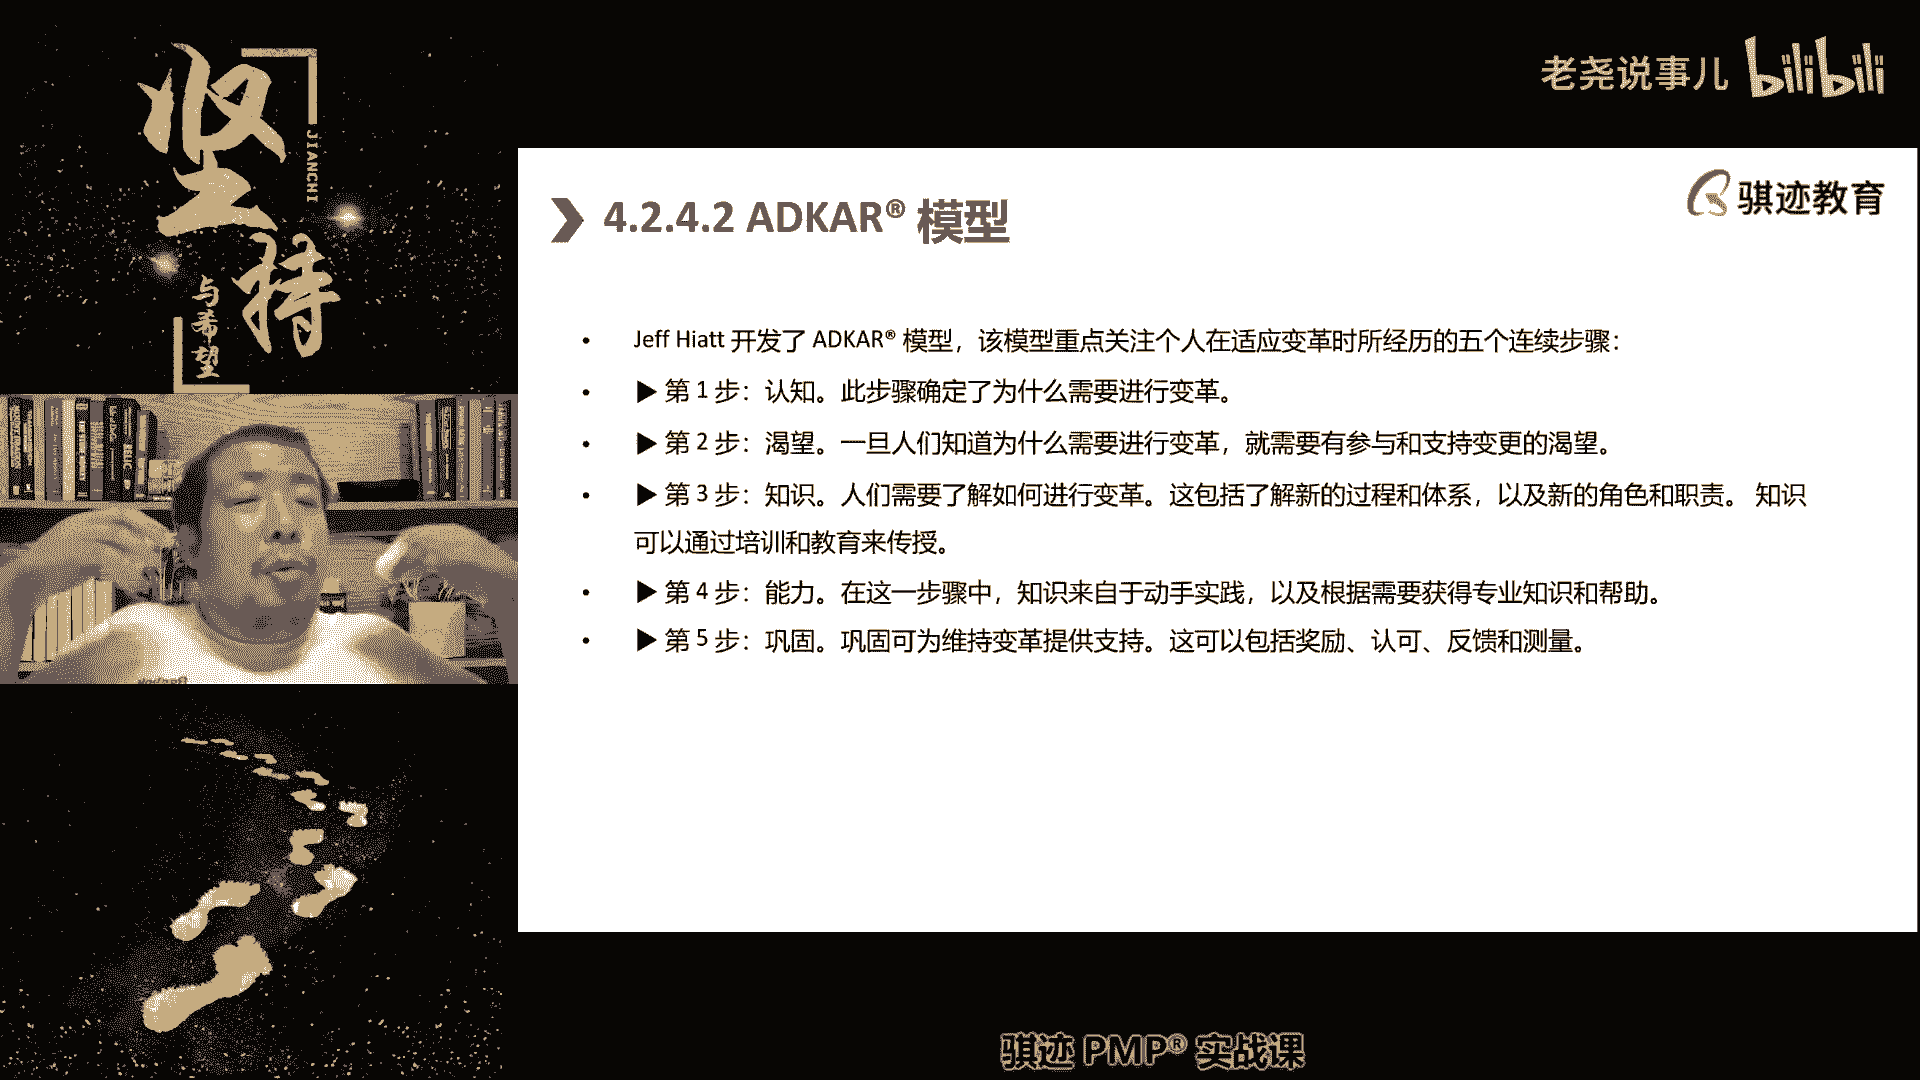 坚持
JIANCHI
与希望
老尧说事儿 bilibili
骐迹教育
4.2.4.2 ADKAR® 模型
• Jeff Hiatt 开发了 ADKAR® 模型，该模型重点关注个人在适应变革时所经历的五个连续步骤：
• ▶ 第 1 步：认知。此步骤确定了为什么需要进行变革。
• ▶ 第 2 步：渴望。一旦人们知道为什么需要进行变革，就需要有参与和支持变更的渴望。
• ▶ 第 3 步：知识。人们需要了解如何进行变革。这包括了解新的过程和体系，以及新的角色和职责。 知识
可以通过培训和教育来传授。
• ▶ 第 4 步：能力。在这一步骤中，知识来自于动手实践，以及根据需要获得专业知识和帮助。
• ▶ 第 5 步：巩固。巩固可为维持变革提供支持。这可以包括奖励、认可、反馈和测量。
骐迹 PMP® 实战课